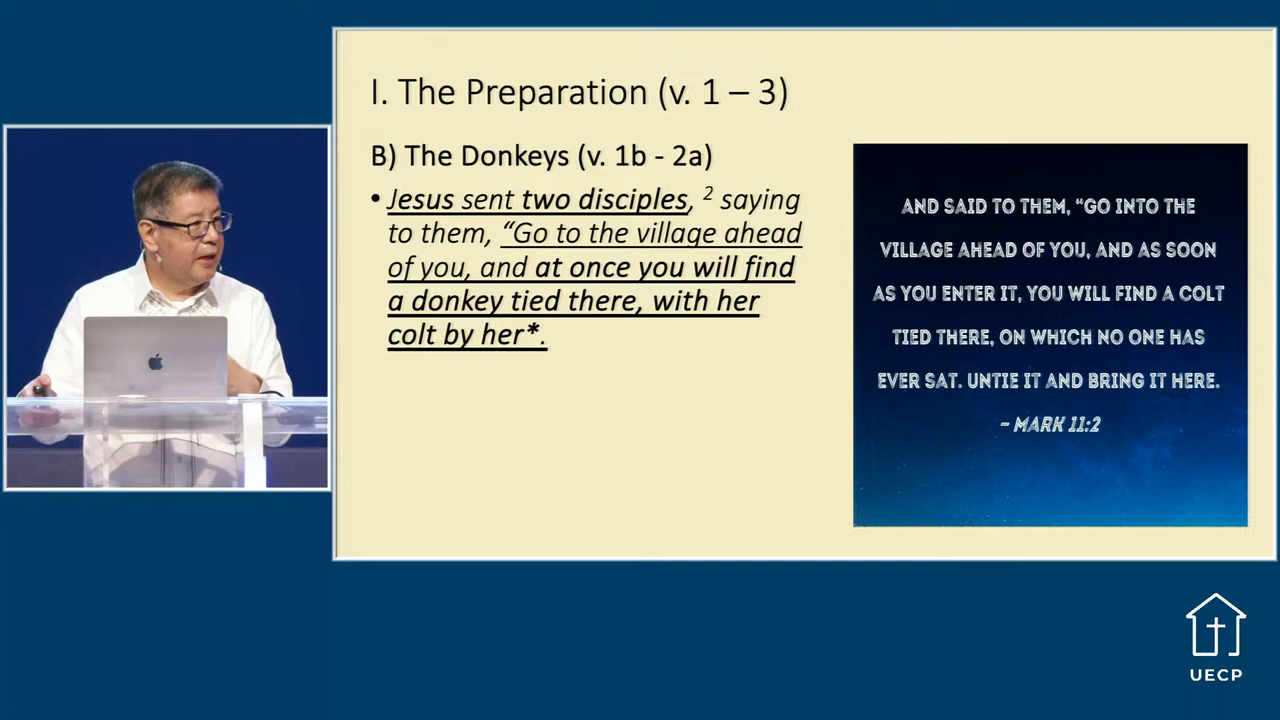 I. The Preparation (v. 1 – 3)
B) The Donkeys (v. 1b - 2a)
• Jesus sent two disciples, ² saying
to them, “Go to the village ahead
of you, and at once you will find
a donkey tied there, with her
colt by her*.
AND SAID TO THEM, “GO INTO THE
VILLAGE AHEAD OF YOU, AND AS SOON
AS YOU ENTER IT, YOU WILL FIND A COLT
TIED THERE, ON WHICH NO ONE HAS
EVER SAT. UNTIE IT AND BRING IT HERE.
– MARK 11:2
UECP